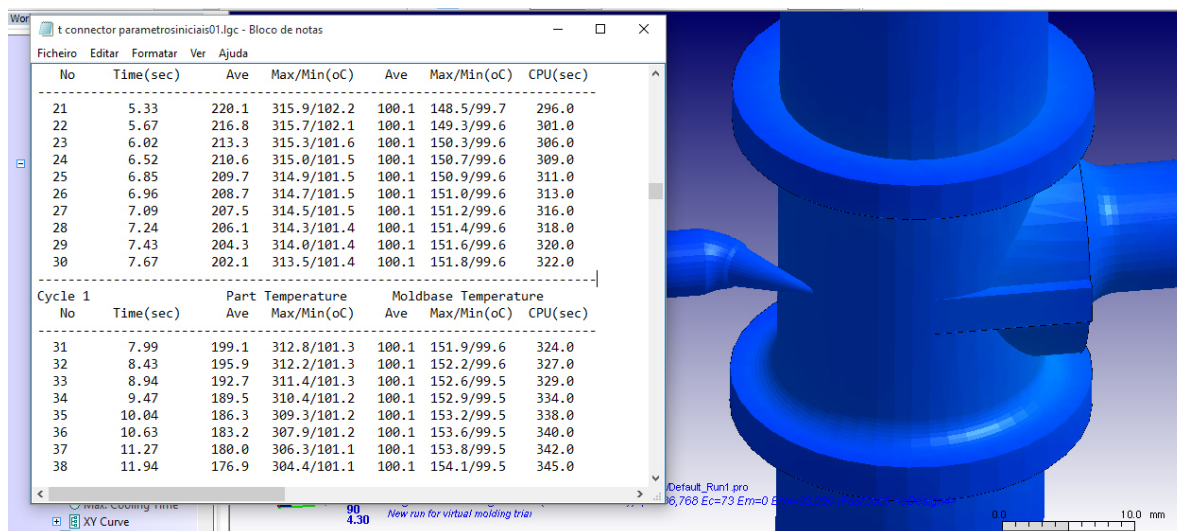 Wor
t connector parametrosiniciais01.lgc - Bloco de notas
Ficheiro Editar Formatar Ver Ajuda
No Time(sec) Ave Max/Min(oC) Ave Max/Min(oC) CPU(sec)
--------------------------------------------------------------------------------
21 5.33 220.1 315.9/102.2 100.1 148.5/99.7 296.0
22 5.67 216.8 315.7/102.1 100.1 149.3/99.6 301.0
23 6.02 213.3 315.3/101.6 100.1 150.3/99.6 306.0
24 6.52 210.6 315.0/101.5 100.1 150.7/99.6 309.0
25 6.85 209.7 314.9/101.5 100.1 150.9/99.6 311.0
26 6.96 208.7 314.7/101.5 100.1 151.0/99.6 313.0
27 7.09 207.5 314.5/101.5 100.1 151.2/99.6 316.0
28 7.24 206.1 314.3/101.4 100.1 151.4/99.6 318.0
29 7.43 204.3 314.0/101.4 100.1 151.6/99.6 320.0
30 7.67 202.1 313.5/101.4 100.1 151.8/99.6 322.0
--------------------------------------------------------------------------------
Cycle 1 Part Temperature Moldbase Temperature
No Time(sec) Ave Max/Min(oC) Ave Max/Min(oC) CPU(sec)
--------------------------------------------------------------------------------
31 7.99 199.1 312.8/101.3 100.1 151.9/99.6 324.0
32 8.43 195.9 312.2/101.3 100.1 152.2/99.6 327.0
33 8.94 192.7 311.4/101.3 100.1 152.6/99.5 329.0
34 9.47 189.5 310.4/101.2 100.1 152.9/99.5 334.0
35 10.04 186.3 309.3/101.2 100.1 153.2/99.5 338.0
36 10.63 183.2 307.9/101.2 100.1 153.6/99.5 340.0
37 11.27 180.0 306.3/101.1 100.1 153.8/99.5 342.0
38 11.94 176.9 304.4/101.1 100.1 154.1/99.5 345.0
/Default_Run1.pro
6,768 Ec=73 Em=0
Max. Cooling Time
90
New run for virtual molding trial
XY Curve
4.30
0.0 10.0 mm